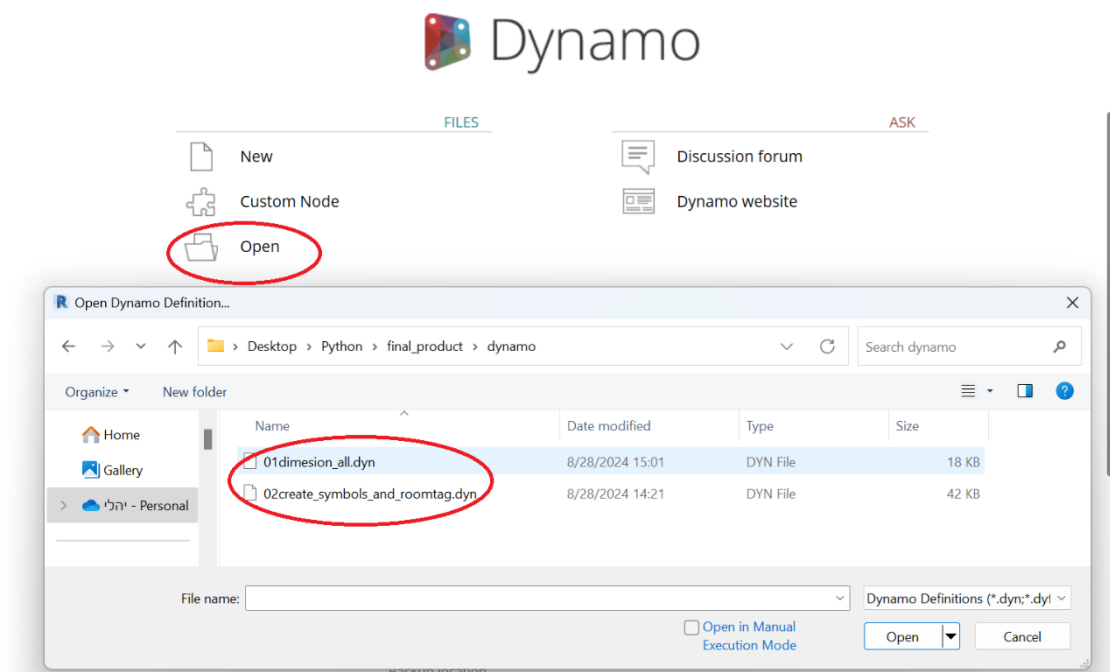 Dynamo
FILES
ASK
New
Discussion forum
Custom Node
Dynamo website
Open
R Open Dynamo Definition...
Desktop > Python > final_product > dynamo
Search dynamo
Organize
New folder
Name
Date modified
Type
Size
Home
01dimesion_all.dyn
8/28/2024 15:01
DYN File
18 KB
Gallery
02create_symbols_and_roomtag.dyn
8/28/2024 14:21
DYN File
42 KB
יהלי - Personal
File name:
Dynamo Definitions (*.dyn;*.dyf
Open in Manual
Execution Mode
Open
Cancel
Backup location